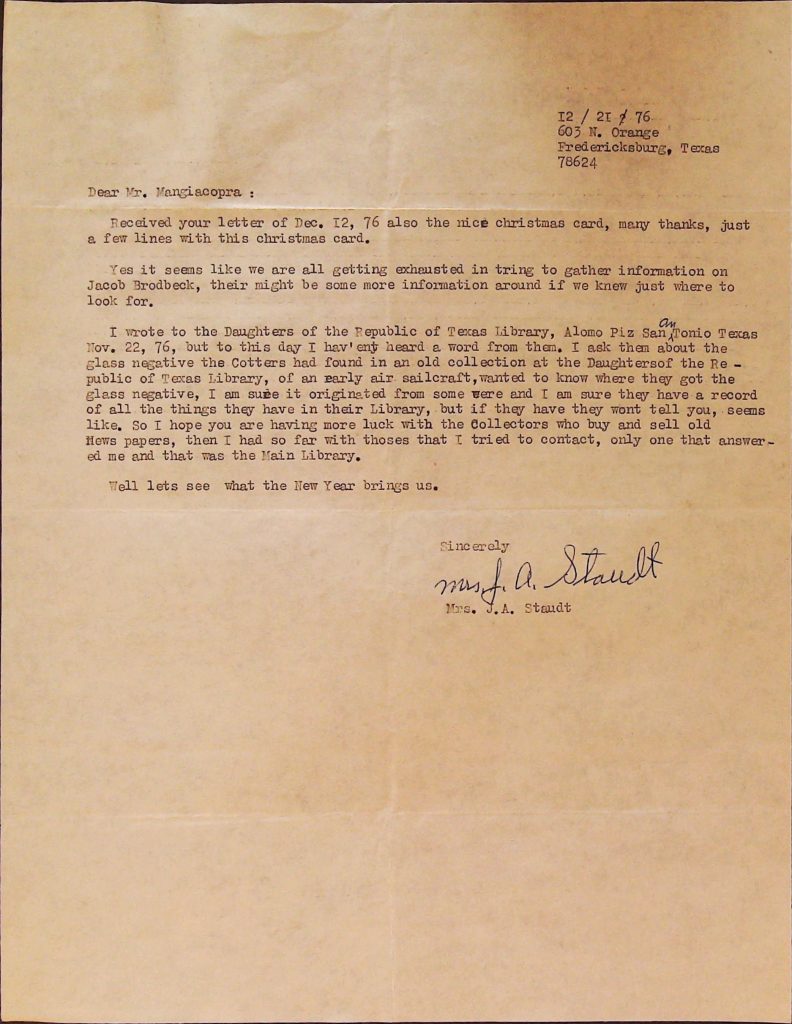 12 / 21 / 76
603 N. Orange
Fredericksburg, Texas
78624
Dear Mr. Mangiacopra :
Received your letter of Dec. 12, 76 also the nice christmas card, many thanks, just
a few lines with this christmas card.
Yes it seems like we are all getting exhausted in tring to gather information on
Jacob Brodbeck, their might be some more information around if we knew just where to
look for.
I wrote to the Daughters of the Republic of Texas Library, Alomo Plz San an Tonio Texas
Nov. 22, 76, but to this day I hav'ent heard a word from them. I ask them about the
glass negative the Cotters had found in an old collection at the Daughtersof the Re -
public of Texas Library, of an early air sailcraft,wanted to know where they got the
glass negative, I am sure it originated from some were and I am sure they have a record
of all the things they have in their Library, but if they have they wont tell you, seems
like. So I hope you are having more luck with the Collectors who buy and sell old
News papers, then I had so far with thoses that I tried to contact, only one that answer-
ed me and that was the Main Library.
Well lets see what the New Year brings us.
Sincerely
Mrs. J. A. Staudt
Mrs. J.A. Staudt